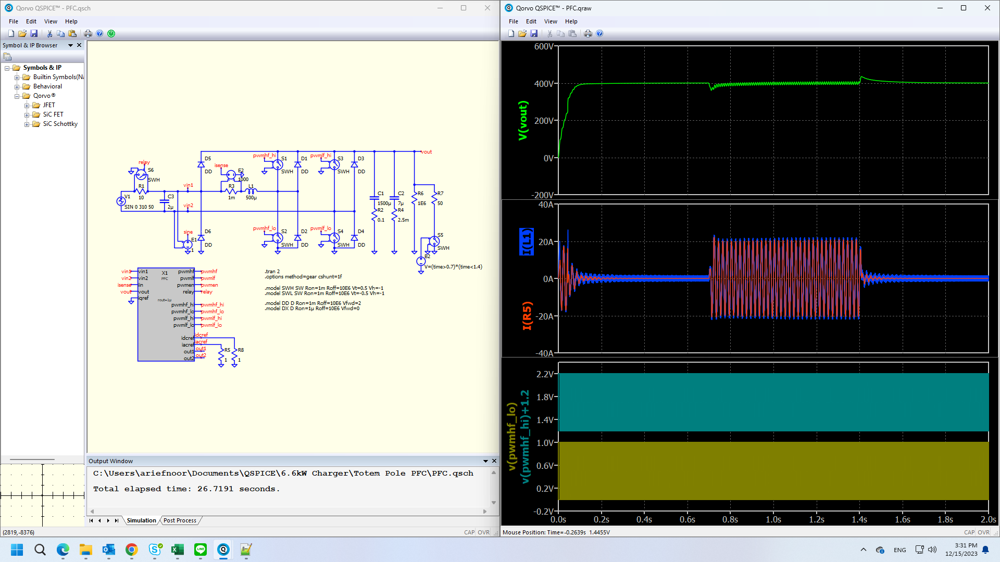 Qorvo QSPICE™ - PFC.qsch
File Edit View Help
Symbol & IP Browser
Symbols & IP
Builtin Symbols(Na
Behavioral
Qorvo®
JFET
SiC FET
SiC Schottky
relay
S6
SWH
R1
10
V1
SIN 0 310 50
C3
2µ
vin1
vin2
sine
E1
1
D5
DD
D6
DD
isense
E2
1000
R3
1m
L1
500µ
pwmhf_hi
S1
SWH
D1
DD
pwmlf_hi
S3
SWH
D3
DD
pwmhf_lo
S2
SWH
D2
DD
pwmlf_lo
S4
SWH
D4
DD
vout
C1
1500µ
R2
0.1
C2
7µ
R4
2.5m
R6
1E6
R7
50
S5
SWH
B2
V=(time>0.7)*(time<1.4)
X1
PFC
rout=1µ
vin1 vin1 pwmhf pwmhf
vin2 vin2 pwmlf pwmlf
isense iin pwmen pwmen
vout vout relay relay
iqref
pwmhf_hi pwmhf_hi
pwmhf_lo pwmhf_lo
pwmlf_hi pwmlf_hi
pwmlf_lo pwmlf_lo
idcref idcref
iacref iacref
out1 out1
out2 out2
R5
1
R8
1
.tran 2
.options method=gear cshunt=1f
.model SWH SW Ron=1m Roff=10E6 Vt=0.5 Vh=-1
.model SWL SW Ron=1m Roff=10E6 Vt=-0.5 Vh=-1
.model DD D Ron=1m Roff=10E6 Vfwd=2
.model DX D Ron=1µ Roff=10E6 Vfwd=0
Output Window
C:\Users\ariefnoor\Documents\QSPICE\6.6kW Charger\Totem Pole PFC\PFC.qsch
Total elapsed time: 26.7191 seconds.
Simulation Post Process
(2819,-8376)
CAP OVR
Qorvo QSPICE™ - PFC.qraw
File Edit View Help
V(vout)
600V
400V
200V
0V
-200V
I(L1)
I(R5)
40A
20A
0A
-20A
-40A
v(pwmhf_lo)
v(pwmhf_hi)+1.2
2.2V
1.8V
1.4V
1.0V
0.6V
0.2V
-0.2V
0.0s 0.2s 0.4s 0.6s 0.8s 1.0s 1.2s 1.4s 1.6s 1.8s 2.0s
Mouse Position: Time=-0.2639s 1.4455V
CAP OVR
LINE
ENG
3:31 PM
12/15/2023